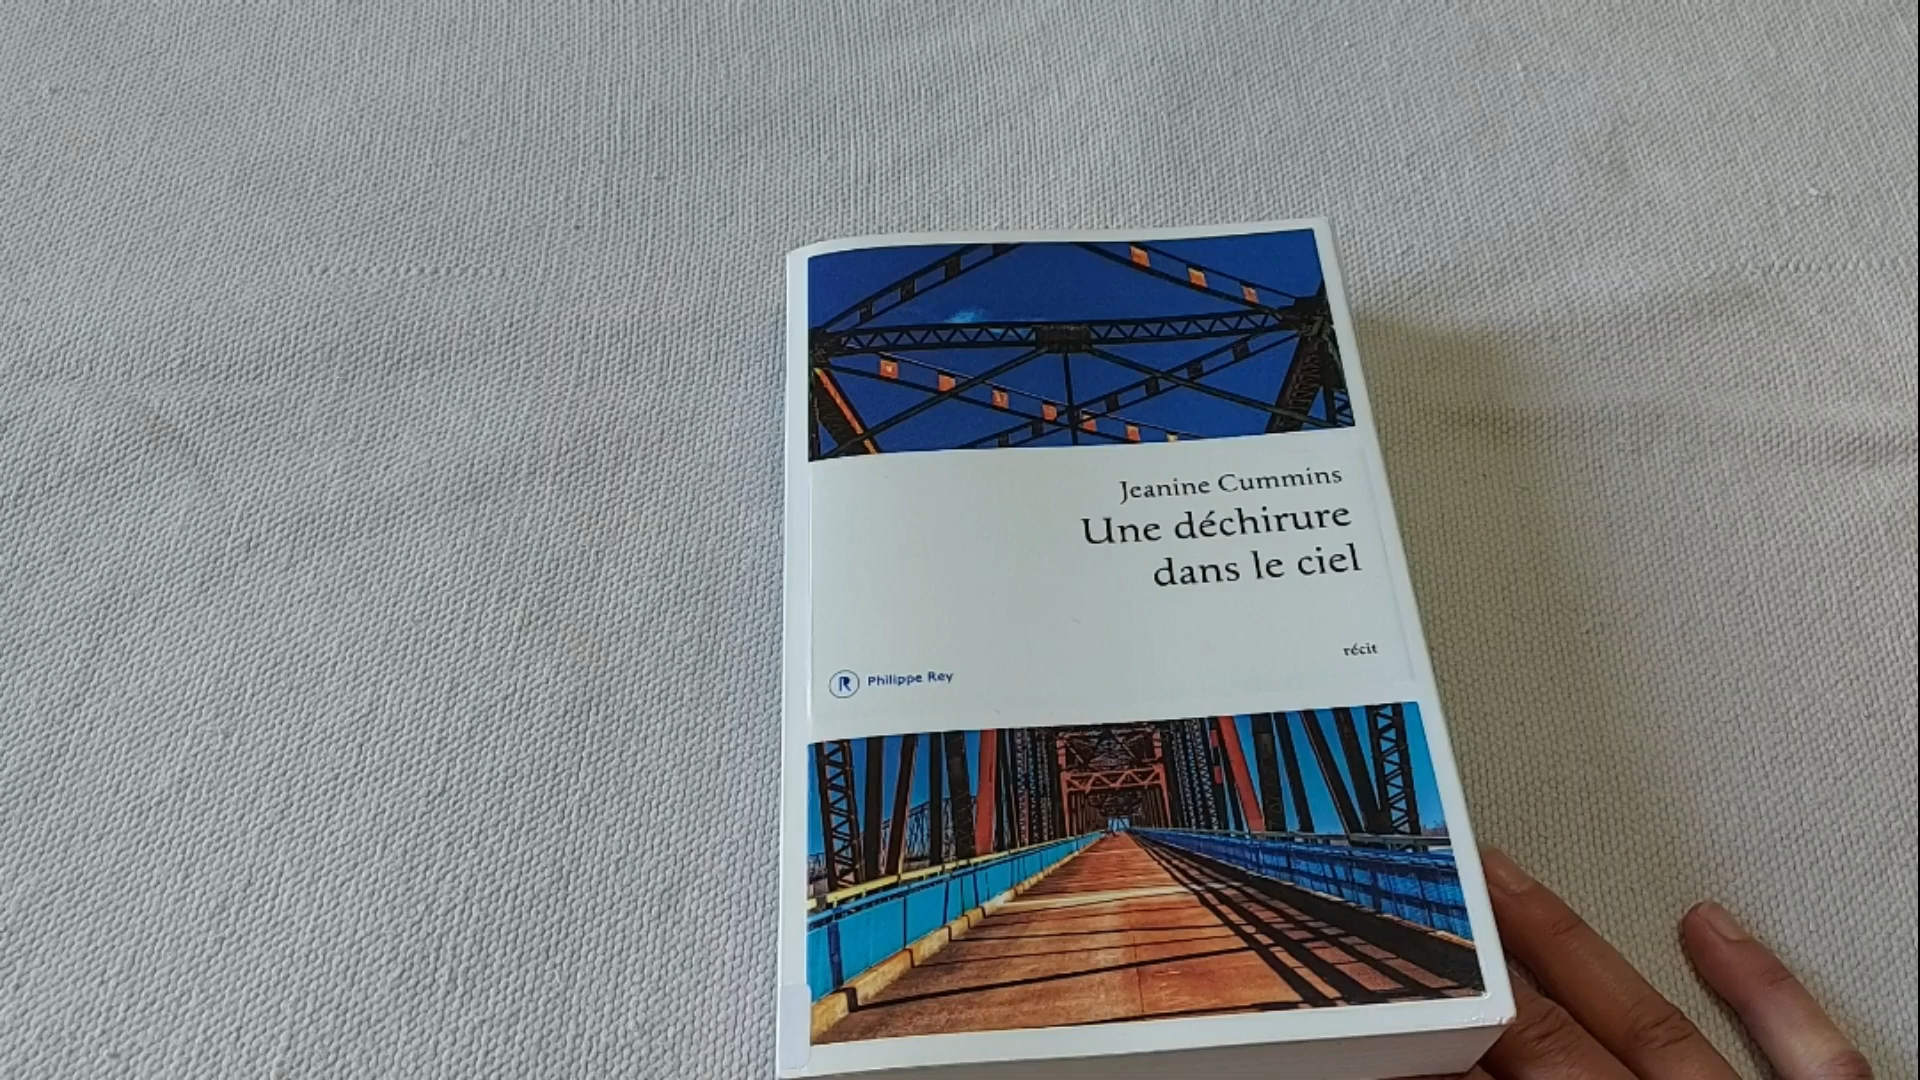 Jeanine Cummins
Une déchirure
dans le ciel
récit
R Philippe Rey